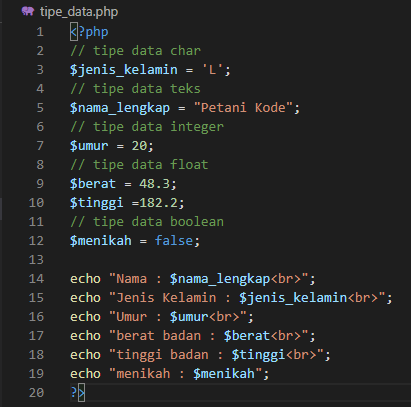 tipe_data.php
1 <?php
2 // tipe data char
3 $jenis_kelamin = 'L';
4 // tipe data teks
5 $nama_lengkap = "Petani Kode";
6 // tipe data integer
7 $umur = 20;
8 // tipe data float
9 $berat = 48.3;
10 $tinggi =182.2;
11 // tipe data boolean
12 $menikah = false;
13
14 echo "Nama : $nama_lengkap<br>";
15 echo "Jenis Kelamin : $jenis_kelamin<br>";
16 echo "Umur : $umur<br>";
17 echo "berat badan : $berat<br>";
18 echo "tinggi badan : $tinggi<br>";
19 echo "menikah : $menikah";
20 ?>